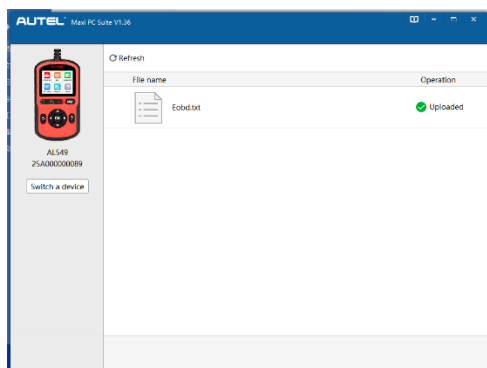 AUTEL Maxi PC Suite V1.36
Refresh
File name Operation
Eobd.txt Uploaded
AL549
25A000000089
Switch a device